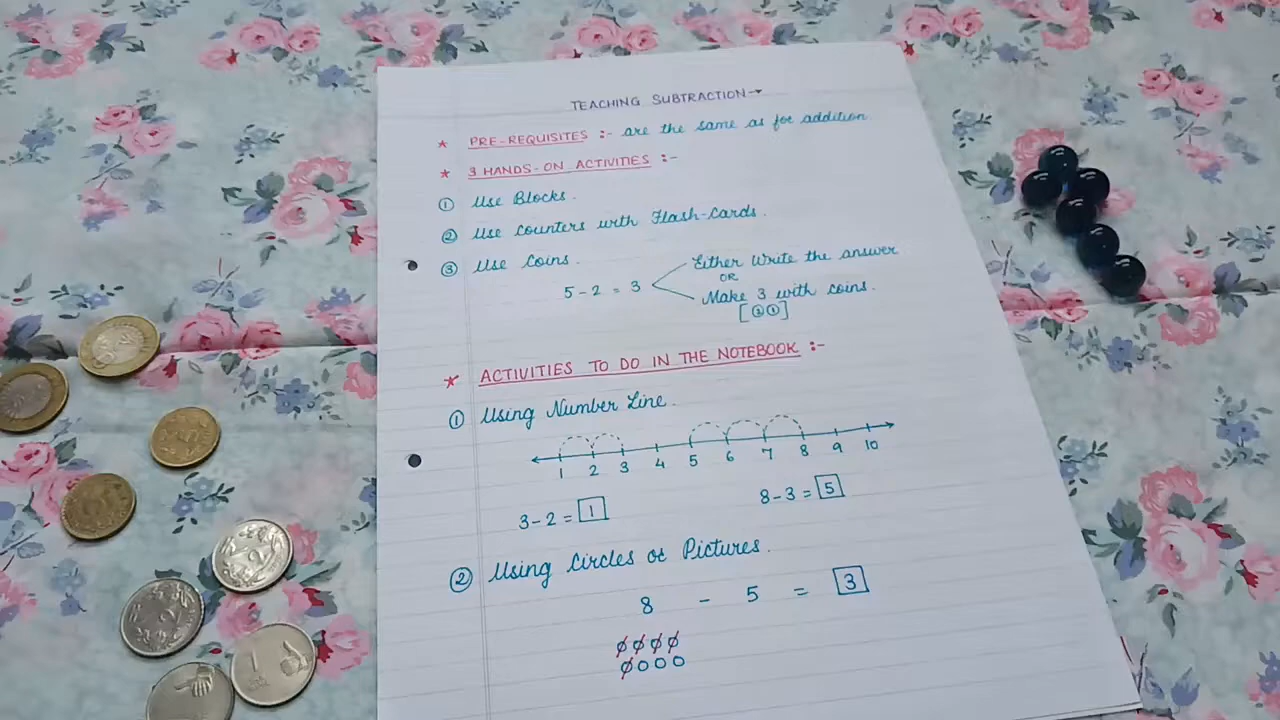 TEACHING SUBTRACTION→
* PRE-REQUISITES :- are the same as for addition
* 3 HANDS-ON ACTIVITIES :-
① Use Blocks.
② Use Counters with Flash-Cards.
③ Use Coins.
5 - 2 = 3
Either Write the answer
OR
Make 3 with coins.
[②①]
* ACTIVITIES TO DO IN THE NOTEBOOK :-
① Using Number Line.
1 2 3 4 5 6 7 8 9 10
3 - 2 = 1
8 - 3 = 5
② Using Circles or Pictures.
8 - 5 = 3